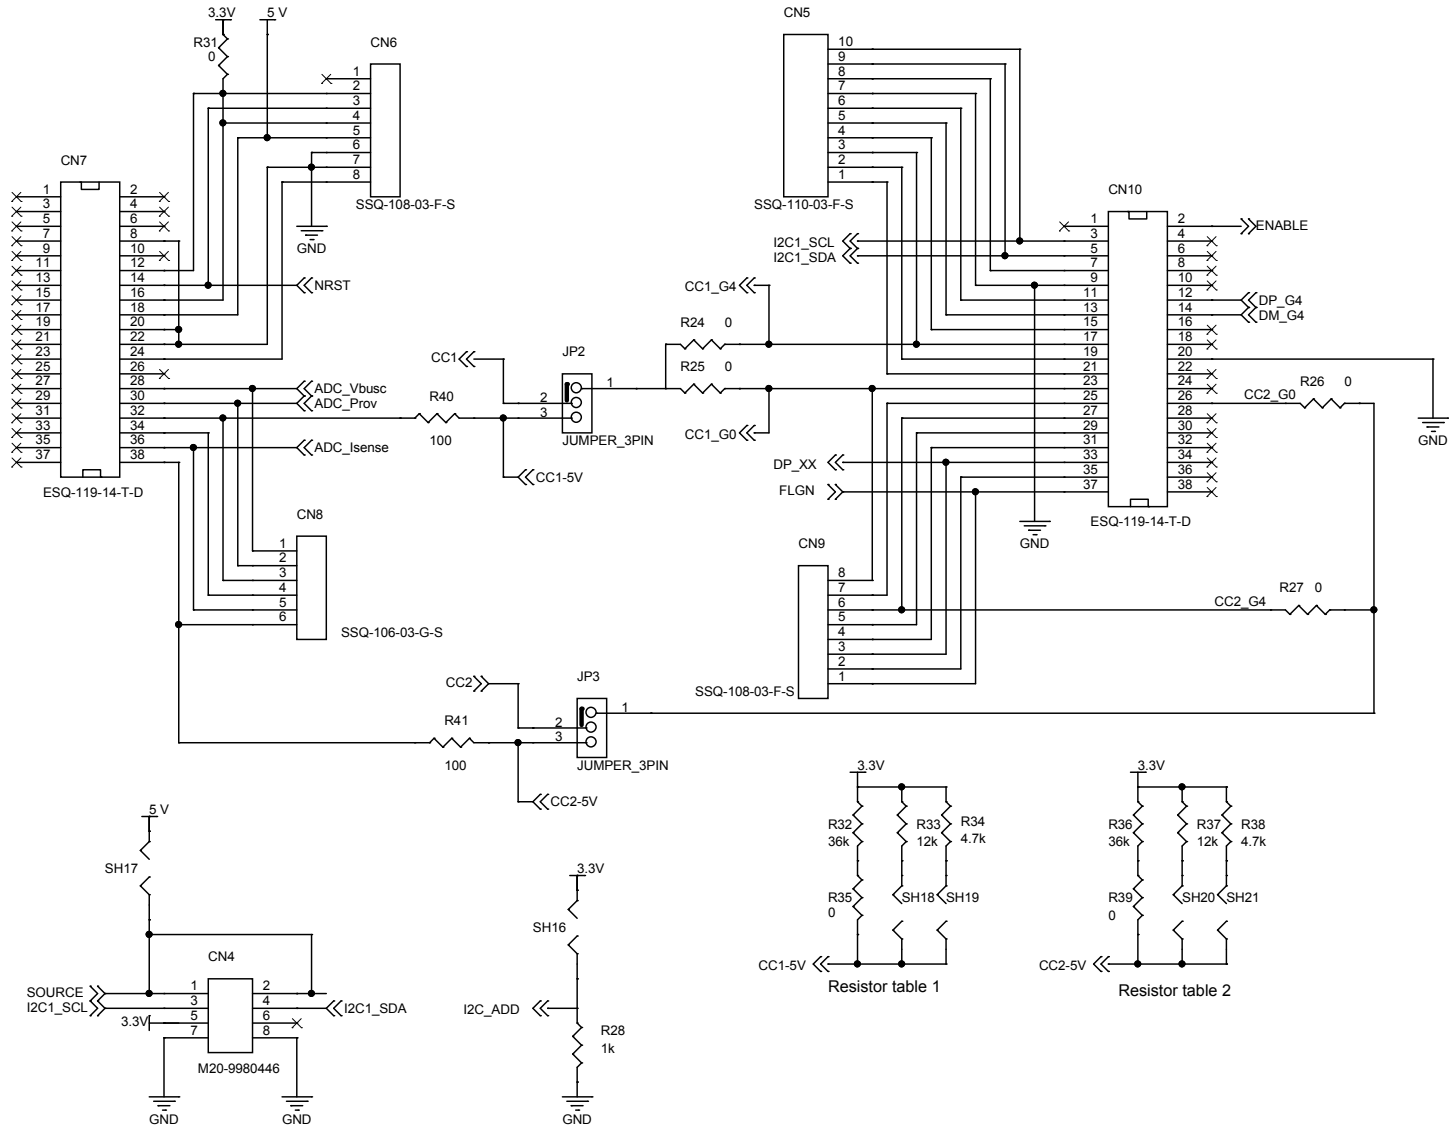 3.3V
5 V
R31
0
CN6
1
2
3
4
5
6
7
8
SSQ-108-03-F-S
GND
CN5
10
9
8
7
6
5
4
3
2
1
SSQ-110-03-F-S
CN7
1 2
3 4
5 6
7 8
9 10
11 12
13 14
15 16
17 18
19 20
21 22
23 24
25 26
27 28
29 30
31 32
33 34
35 36
37 38
ESQ-119-14-T-D
NRST
ADC_Vbusc
ADC_Prov
ADC_Isense
R40
100
CC1
JP2
1
2
3
JUMPER_3PIN
CC1-5V
CC1_G4
R24 0
R25 0
CC1_G0
I2C1_SCL
I2C1_SDA
DP_XX
FLGN
CN10
1 2
3 4
5 6
7 8
9 10
11 12
13 14
15 16
17 18
19 20
21 22
23 24
25 26
27 28
29 30
31 32
33 34
35 36
37 38
ESQ-119-14-T-D
ENABLE
DP_G4
DM_G4
CC2_G0
R26 0
GND
GND
CN8
1
2
3
4
5
6
SSQ-106-03-G-S
CN9
8
7
6
5
4
3
2
1
SSQ-108-03-F-S
CC2_G4
R27 0
CC2
JP3
1
2
3
JUMPER_3PIN
R41
100
CC2-5V
5 V
SH17
CN4
SOURCE
I2C1_SCL
3.3V
1 2
3 4
5 6
7 8
I2C1_SDA
M20-9980446
GND
GND
3.3V
SH16
I2C_ADD
R28
1k
GND
3.3V
R32
36k
R33
12k
R34
4.7k
R35
0
SH18
SH19
CC1-5V
Resistor table 1
3.3V
R36
36k
R37
12k
R38
4.7k
R39
0
SH20
SH21
CC2-5V
Resistor table 2